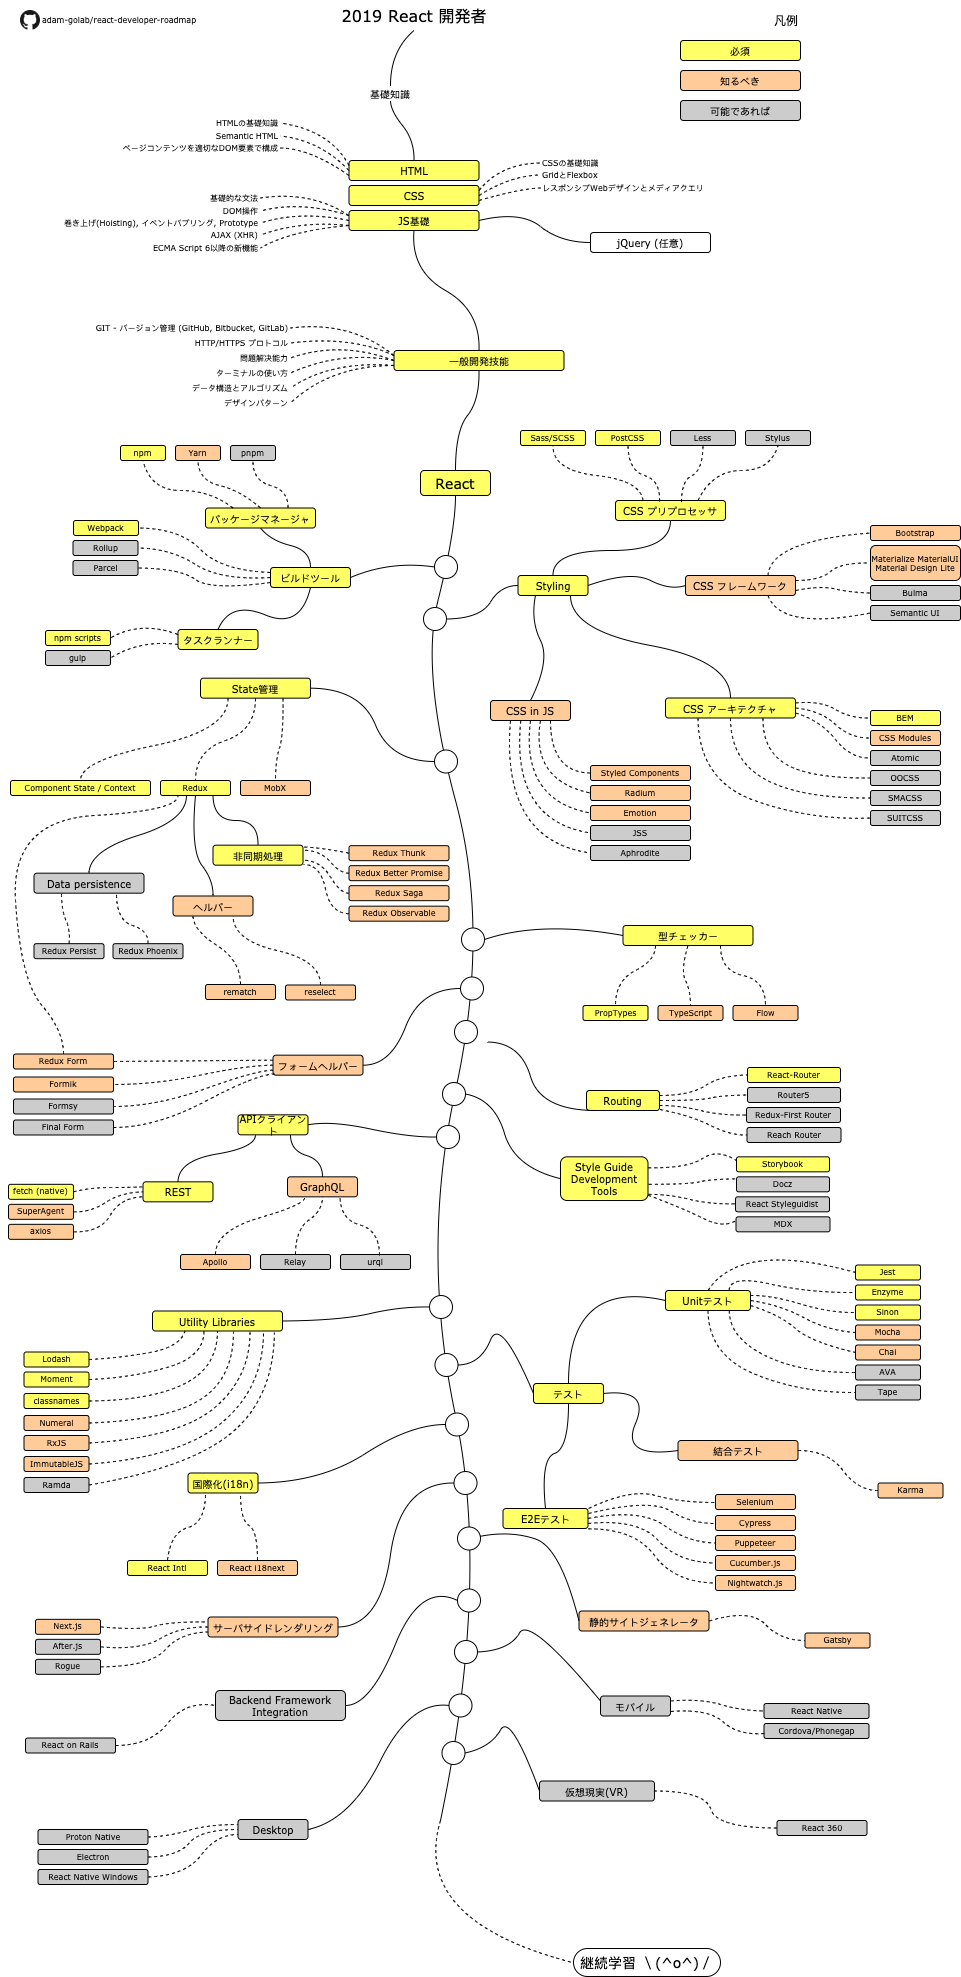 adam-golab/react-developer-roadmap
2019 React 開発者
凡例
必須
知るべき
可能であれば
基礎知識
HTMLの基礎知識
Semantic HTML
ページコンテンツを適切なDOM要素で構成
HTML
CSSの基礎知識
GridとFlexbox
レスポンシブWebデザインとメディアクエリ
CSS
基礎的な文法
DOM操作
巻き上げ(Hoisting), イベントバブリング, Prototype
AJAX (XHR)
ECMA Script 6以降の新機能
JS基礎
jQuery (任意)
GIT - バージョン管理 (GitHub, Bitbucket, GitLab)
HTTP/HTTPS プロトコル
問題解決能力
ターミナルの使い方
データ構造とアルゴリズム
デザインパターン
一般開発技能
React
npm
Yarn
pnpm
パッケージマネージャ
Webpack
Rollup
Parcel
ビルドツール
npm scripts
gulp
タスクランナー
Sass/SCSS
PostCSS
Less
Stylus
CSS プリプロセッサ
Styling
CSS フレームワーク
Bootstrap
Materialize MaterialUI
Material Design Lite
Bulma
Semantic UI
CSS in JS
Styled Components
Radium
Emotion
JSS
Aphrodite
CSS アーキテクチャ
BEM
CSS Modules
Atomic
OOCSS
SMACSS
SUITCSS
State管理
Component State / Context
Redux
MobX
非同期処理
Redux Thunk
Redux Better Promise
Redux Saga
Redux Observable
Data persistence
Redux Persist
Redux Phoenix
ヘルパー
rematch
reselect
型チェッカー
PropTypes
TypeScript
Flow
フォームヘルパー
Redux Form
Formik
Formsy
Final Form
Routing
React-Router
Router5
Redux-First Router
Reach Router
APIクライアン
ト
REST
fetch (native)
SuperAgent
axios
GraphQL
Apollo
Relay
urql
Style Guide
Development
Tools
Storybook
Docz
React Styleguidist
MDX
Utility Libraries
Lodash
Moment
classnames
Numeral
RxJS
ImmutableJS
Ramda
テスト
Unitテスト
Jest
Enzyme
Sinon
Mocha
Chai
AVA
Tape
結合テスト
Karma
E2Eテスト
Selenium
Cypress
Puppeteer
Cucumber.js
Nightwatch.js
国際化(i18n)
React Intl
React i18next
サーバサイドレンダリング
Next.js
After.js
Rogue
静的サイトジェネレータ
Gatsby
Backend Framework
Integration
React on Rails
モバイル
React Native
Cordova/Phonegap
Desktop
Proton Native
Electron
React Native Windows
仮想現実(VR)
React 360
継続学習 \(^o^)/